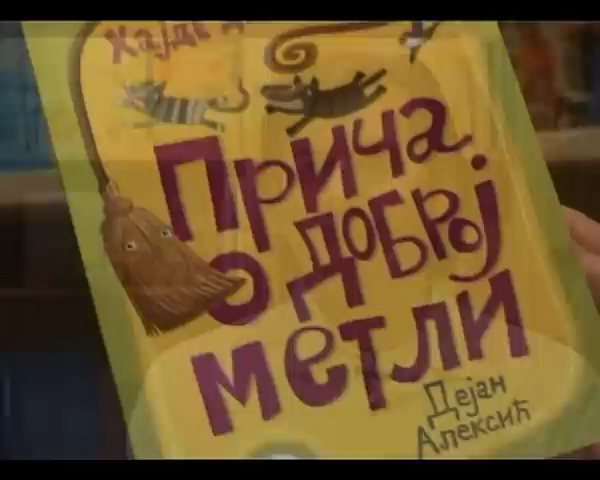 Прича
о доброј
метли
Дејан
Алексић